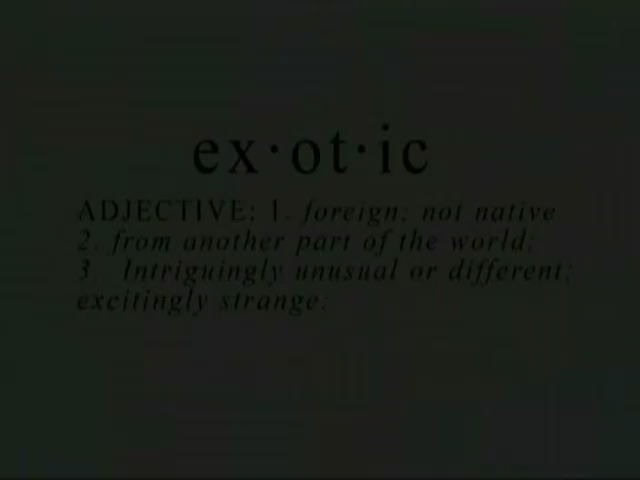 ex·ot·ic
ADJECTIVE: 1. foreign; not native
2. from another part of the world;
3. Intriguingly unusual or different;
excitingly strange.